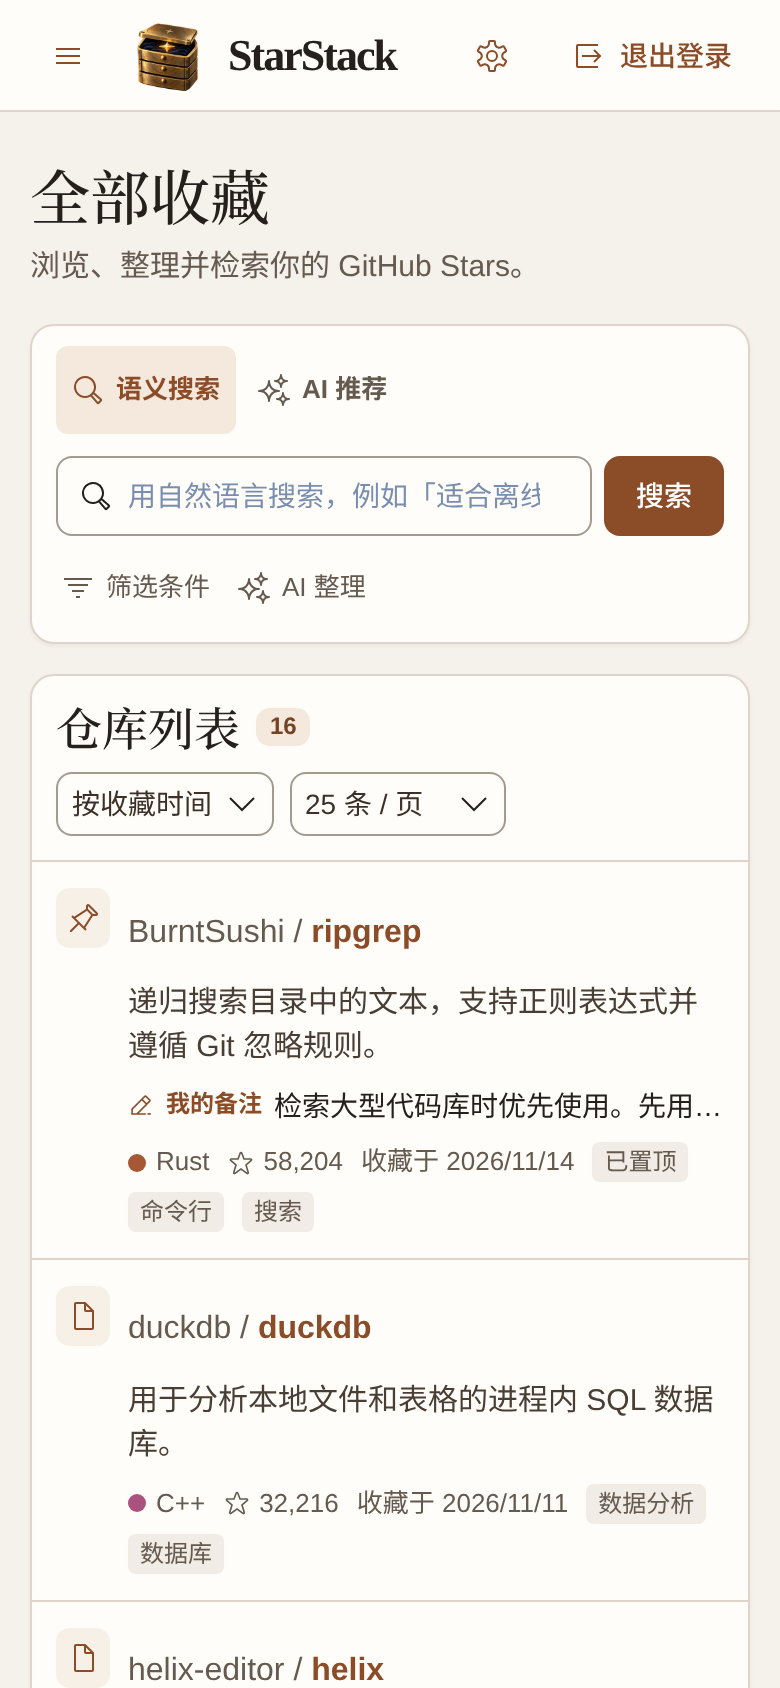 StarStack
退出登录
全部收藏
浏览、整理并检索你的 GitHub Stars。
语义搜索
AI 推荐
用自然语言搜索，例如「适合离线
搜索
筛选条件
AI 整理
仓库列表 16
按收藏时间
25 条 / 页
BurntSushi / ripgrep
递归搜索目录中的文本，支持正则表达式并
遵循 Git 忽略规则。
我的备注 检索大型代码库时优先使用。先用...
Rust 58,204 收藏于 2026/11/14 已置顶
命令行 搜索
duckdb / duckdb
用于分析本地文件和表格的进程内 SQL 数据
库。
C++ 32,216 收藏于 2026/11/11 数据分析
数据库
helix-editor / helix